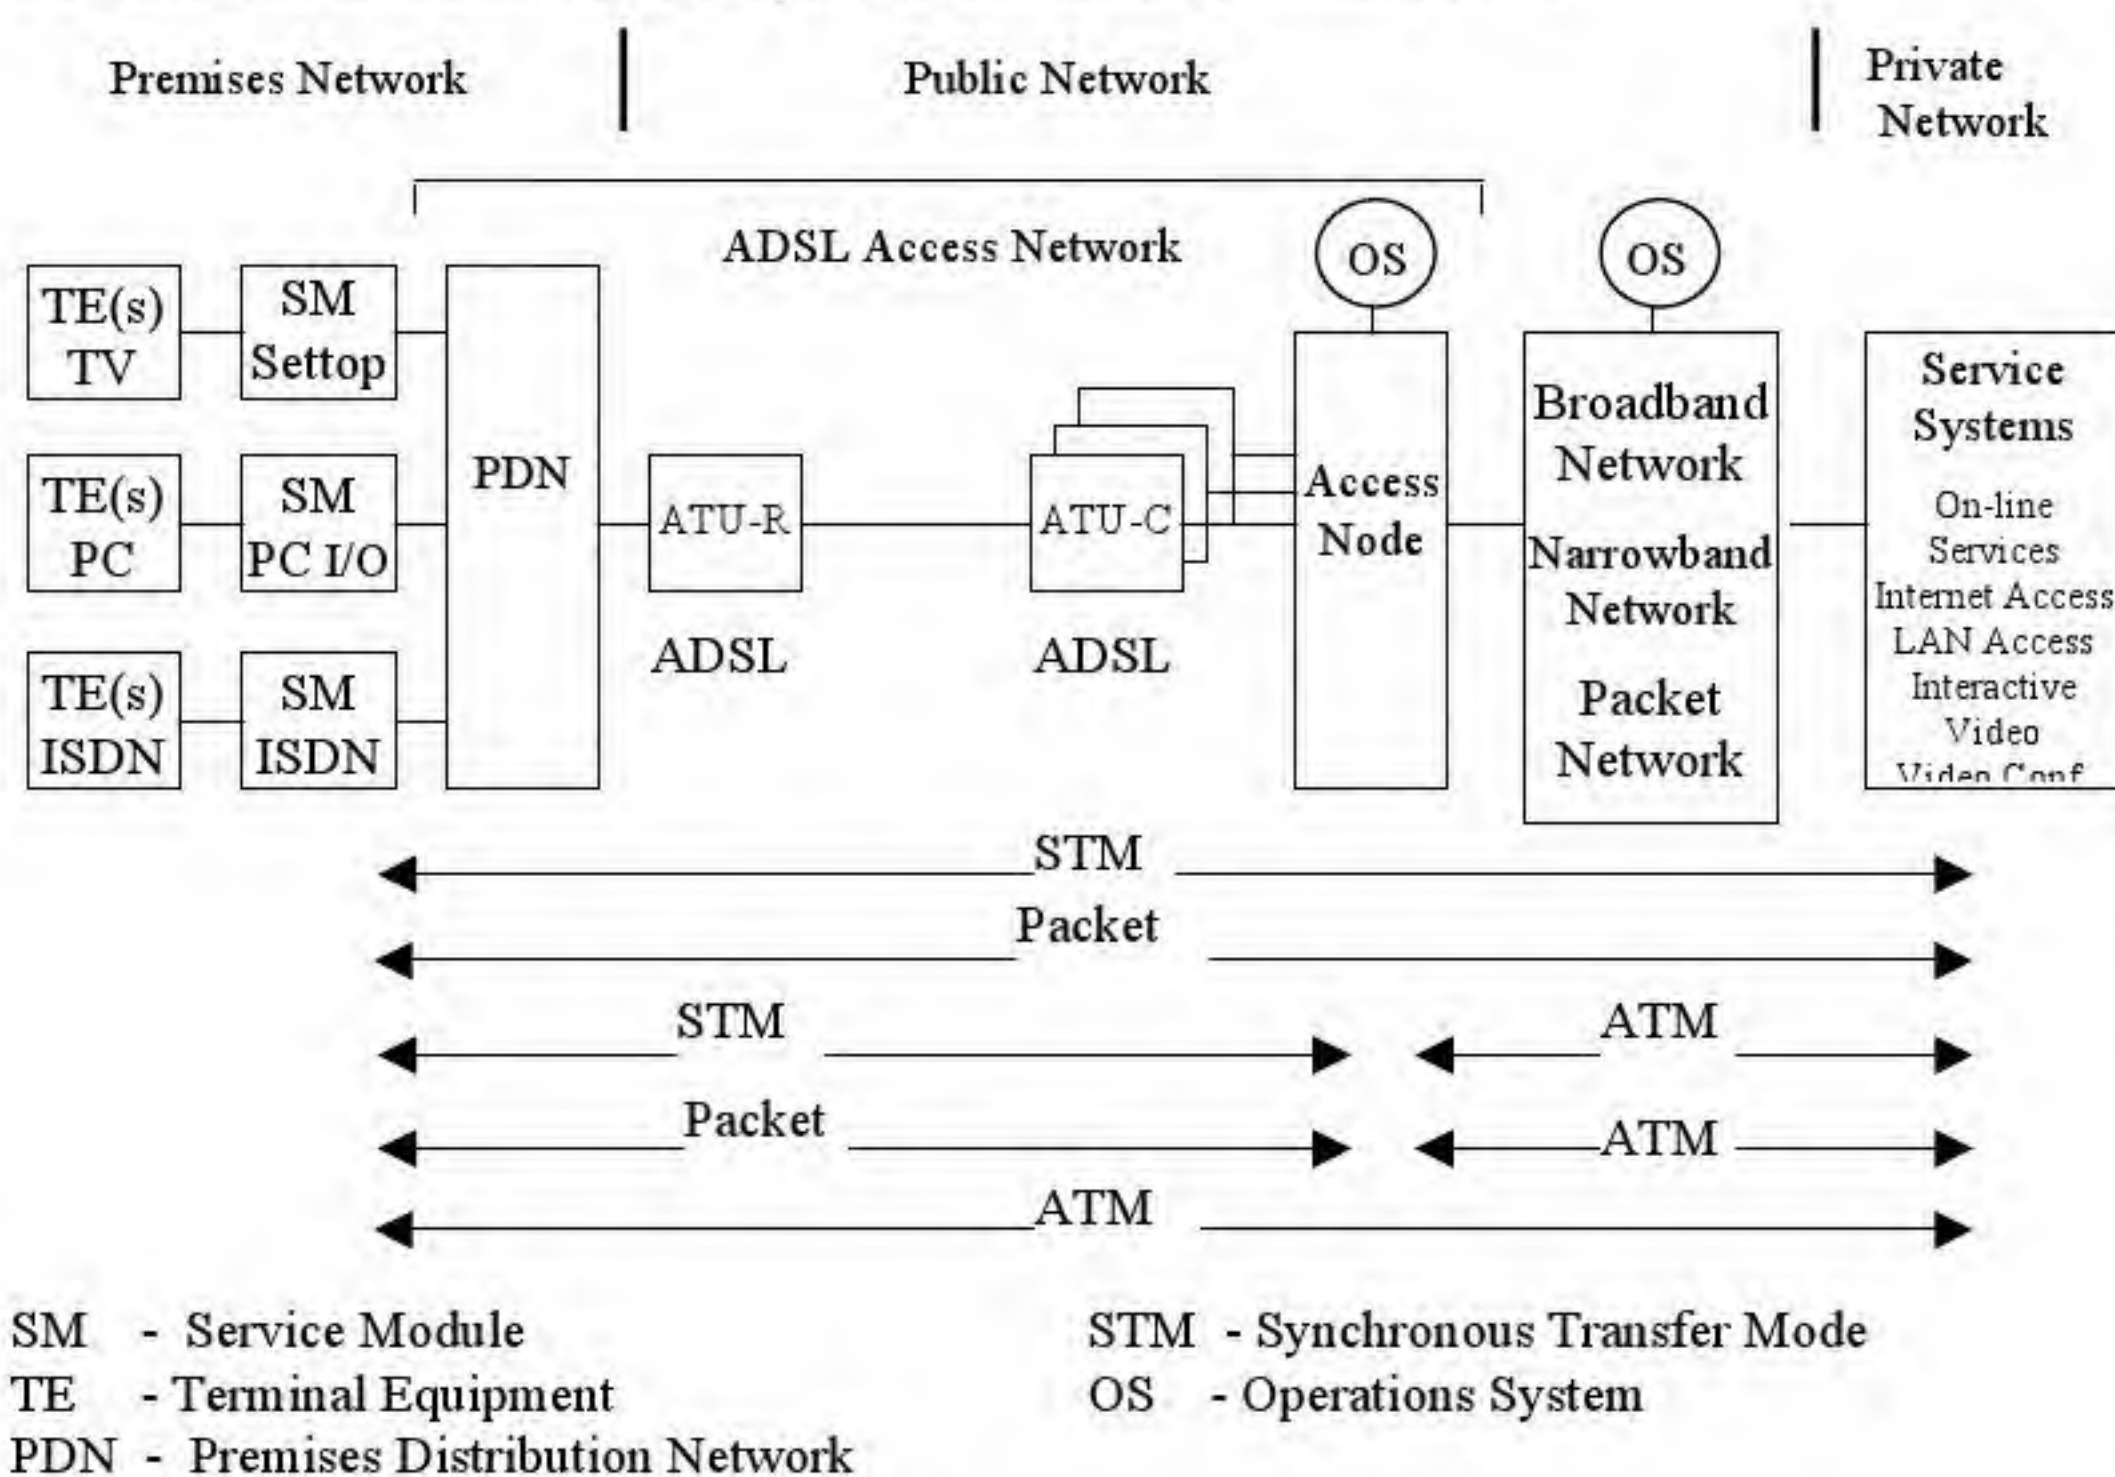 Premises Network
Public Network
Private
Network
ADSL Access Network
OS
OS
TE(s)
TV
SM
Settop
TE(s)
PC
SM
PC I/O
TE(s)
ISDN
SM
ISDN
PDN
ATU-R
ADSL
ATU-C
ADSL
Access
Node
Broadband
Network
Narrowband
Network
Packet
Network
Service
Systems
On-line
Services
Internet Access
LAN Access
Interactive
Video
Video Conf
STM
Packet
STM
ATM
Packet
ATM
ATM
SM - Service Module
TE - Terminal Equipment
PDN - Premises Distribution Network
STM - Synchronous Transfer Mode
OS - Operations System